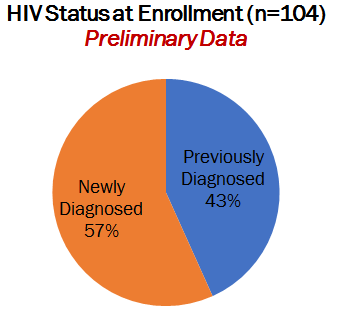 HIV Status at Enrollment (n=104)
Preliminary Data
Previously
Diagnosed
43%
Newly
Diagnosed
57%